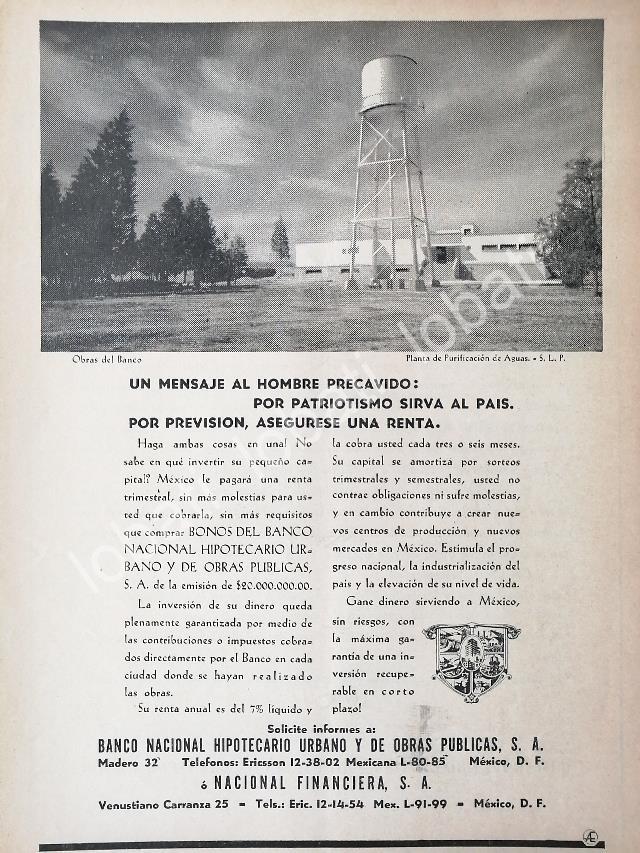 Obras del Banco
Planta de Purificación de Aguas. - S. L. P.
UN MENSAJE AL HOMBRE PRECAVIDO:
POR PATRIOTISMO SIRVA AL PAIS.
POR PREVISION, ASEGURESE UNA RENTA.
Haga ambas cosas en una! No
sabe en qué invertir su pequeño ca-
pital? México le pagará una renta
trimestral, sin más molestias para us-
ted que cobrarla, sin más requisitos
que comprar BONOS DEL BANCO
NACIONAL HIPOTECARIO UR-
BANO Y DE OBRAS PUBLICAS,
S. A. de la emisión de $20.000.000.00.
La inversión de su dinero queda
plenamente garantizada por medio de
las contribuciones o impuestos cobra-
dos directamente por el Banco en cada
ciudad donde se hayan realizado
las obras.
Su renta anual es del 7% líquido y
la cobra usted cada tres o seis meses.
Su capital se amortiza por sorteos
trimestrales y semestrales, usted no
contrae obligaciones ni sufre molestias,
y en cambio contribuye a crear nue-
vos centros de producción y nuevos
mercados en México. Estimula el pro-
greso nacional, la industrialización del
país y la elevación de su nivel de vida.
Gane dinero sirviendo a México,
sin riesgos, con
la máxima ga-
rantía de una in-
versión recupe-
rable en corto
plazo!
Solicite informes a:
BANCO NACIONAL HIPOTECARIO URBANO Y DE OBRAS PUBLICAS, S. A.
Madero 32 Telefonos: Ericsson 12-38-02 Mexicana L-80-85 México, D. F.
ó NACIONAL FINANCIERA, S. A.
Venustiano Carranza 25 - Tels.: Eric. 12-14-54 Mex. L-91-99 - México, D. F.